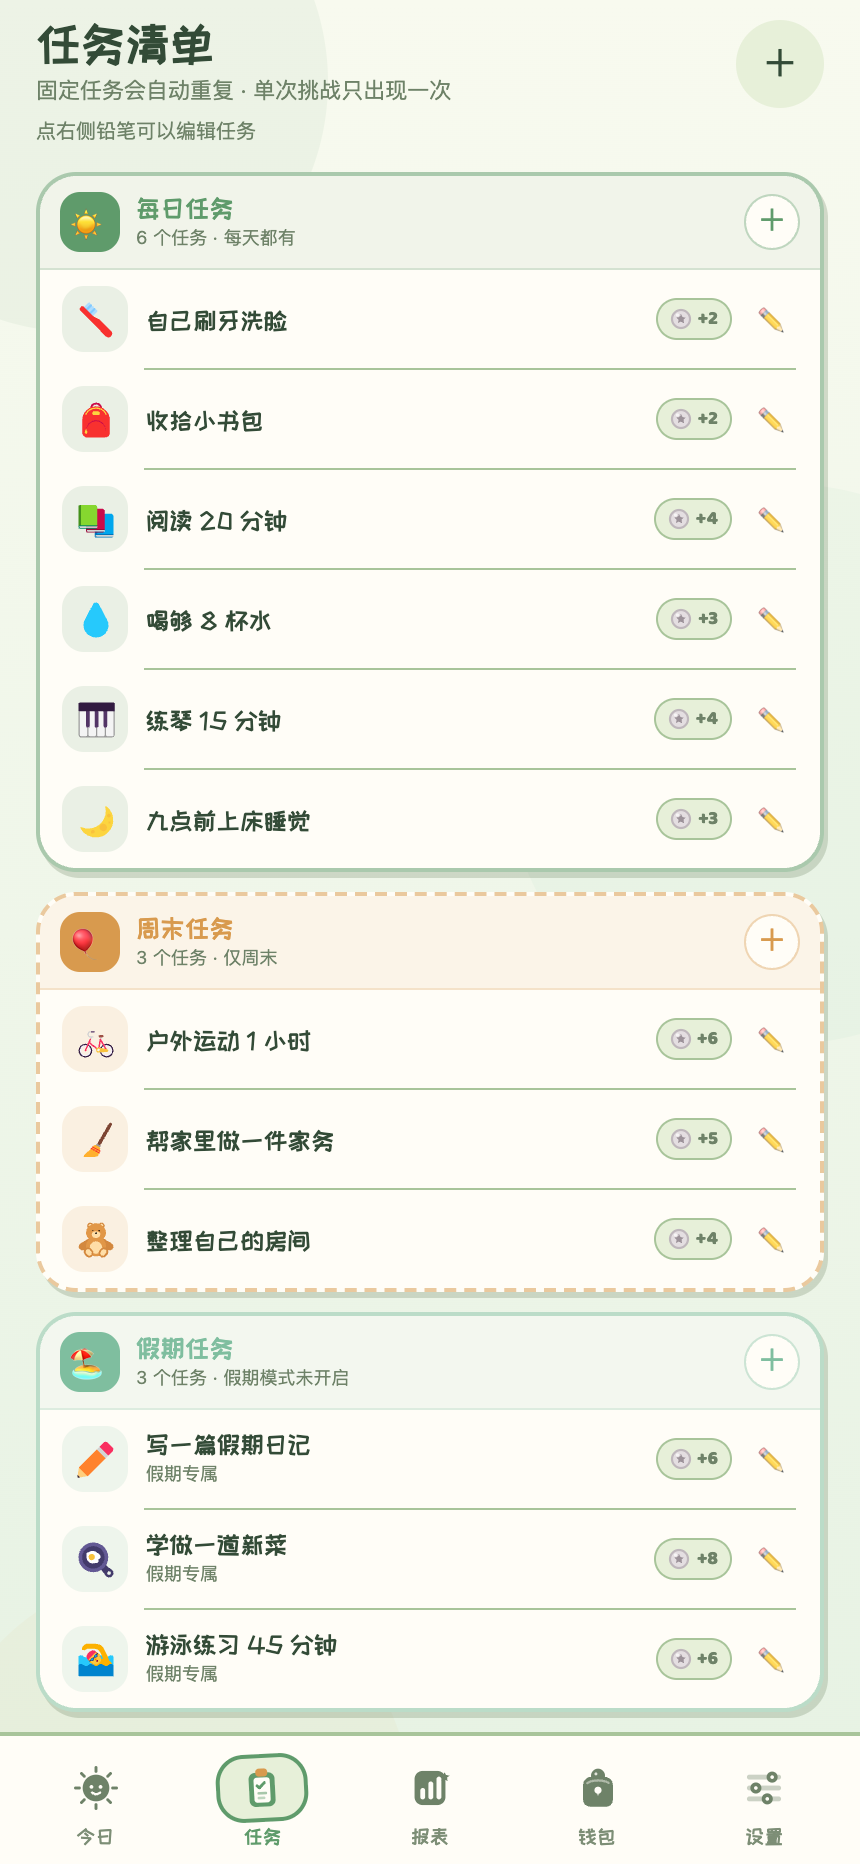 任务清单
固定任务会自动重复 · 单次挑战只出现一次
点右侧铅笔可以编辑任务
每日任务
6 个任务 · 每天都有
自己刷牙洗脸
+2
收拾小书包
+2
阅读 20 分钟
+4
喝够 8 杯水
+3
练琴 15 分钟
+4
九点前上床睡觉
+3
周末任务
3 个任务 · 仅周末
户外运动 1 小时
+6
帮家里做一件家务
+5
整理自己的房间
+4
假期任务
3 个任务 · 假期模式未开启
写一篇假期日记
假期专属
+6
学做一道新菜
假期专属
+8
游泳练习 45 分钟
假期专属
+6
今日
任务
报表
钱包
设置